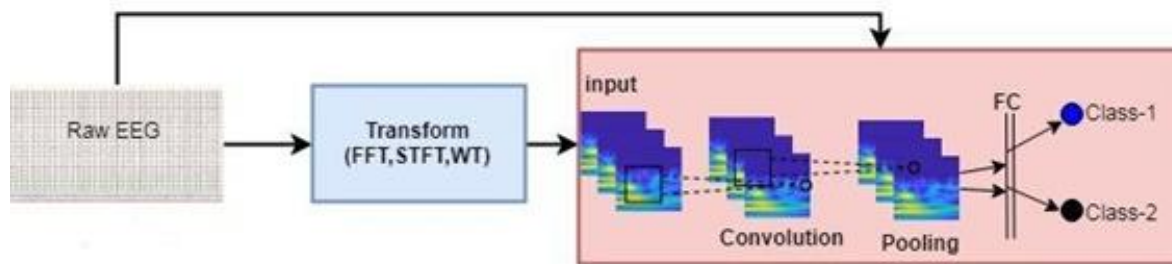 Raw EEG
Transform
(FFT,STFT,WT)
input
Convolution
Pooling
FC
Class-1
Class-2